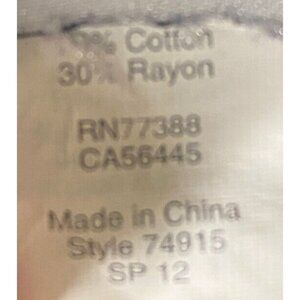 % Cotton
30% Rayon
RN77388
CA56445
Made in China
Style 74915
SP 12